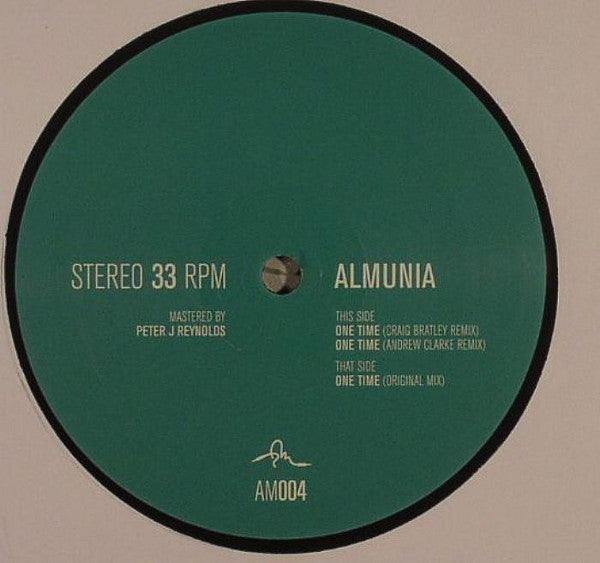 STEREO 33 RPM
MASTERED BY
PETER J REYNOLDS
ALMUNIA
THIS SIDE
ONE TIME (CRAIG BRATLEY REMIX)
ONE TIME (ANDREW CLARKE REMIX)
THAT SIDE
ONE TIME (ORIGINAL MIX)
AM004